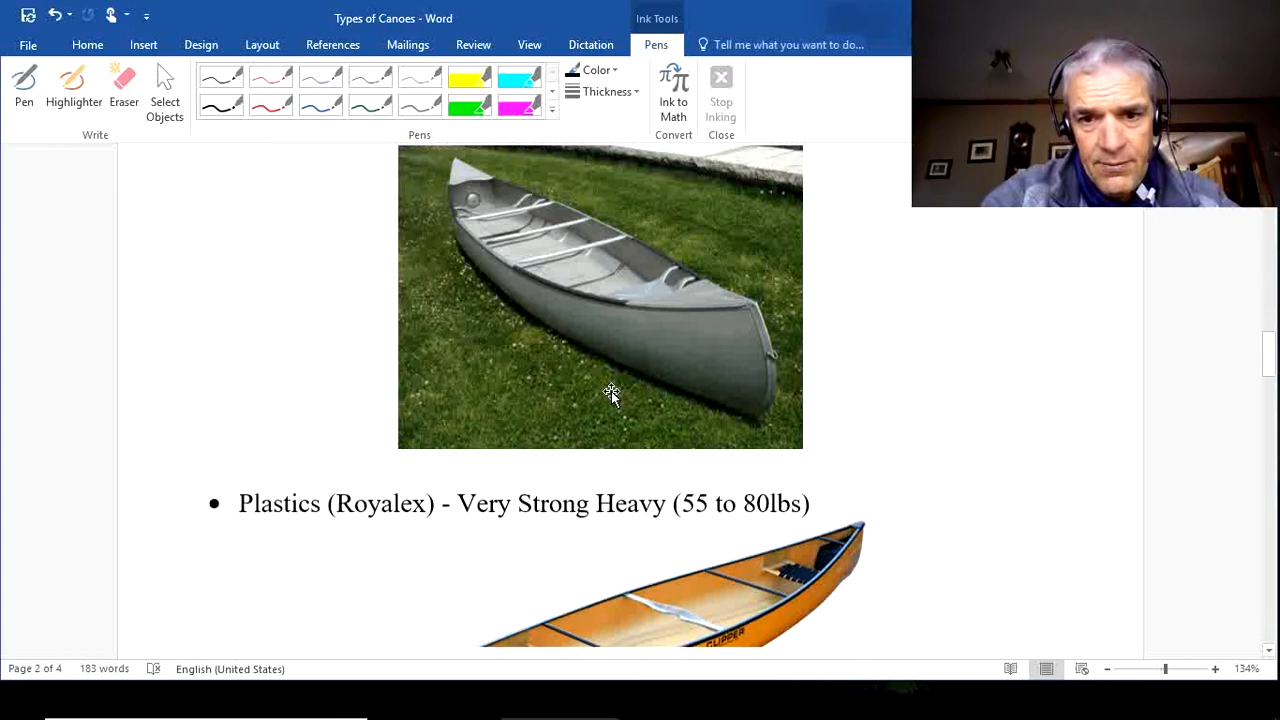 Types of Canoes - Word
Ink Tools
File Home Insert Design Layout References Mailings Review View Dictation Pens Tell me what you want to do...
Pen Highlighter Eraser Select Objects
Color
Thickness
Ink to Math
Stop Inking
Write Pens Convert Close
• Plastics (Royalex) - Very Strong Heavy (55 to 80lbs)
CLIPPER
Page 2 of 4 183 words English (United States) 134%